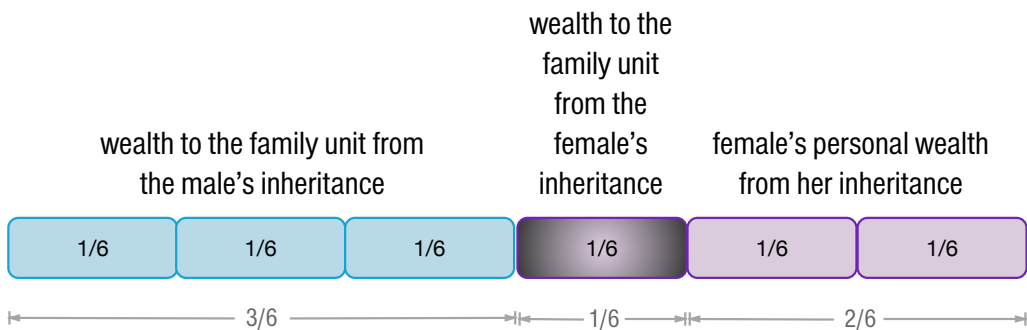 wealth to the
family unit
from the
female's
inheritance
wealth to the family unit from
the male's inheritance
female's personal wealth
from her inheritance
1/6 1/6 1/6 1/6 1/6 1/6
3/6 1/6 2/6